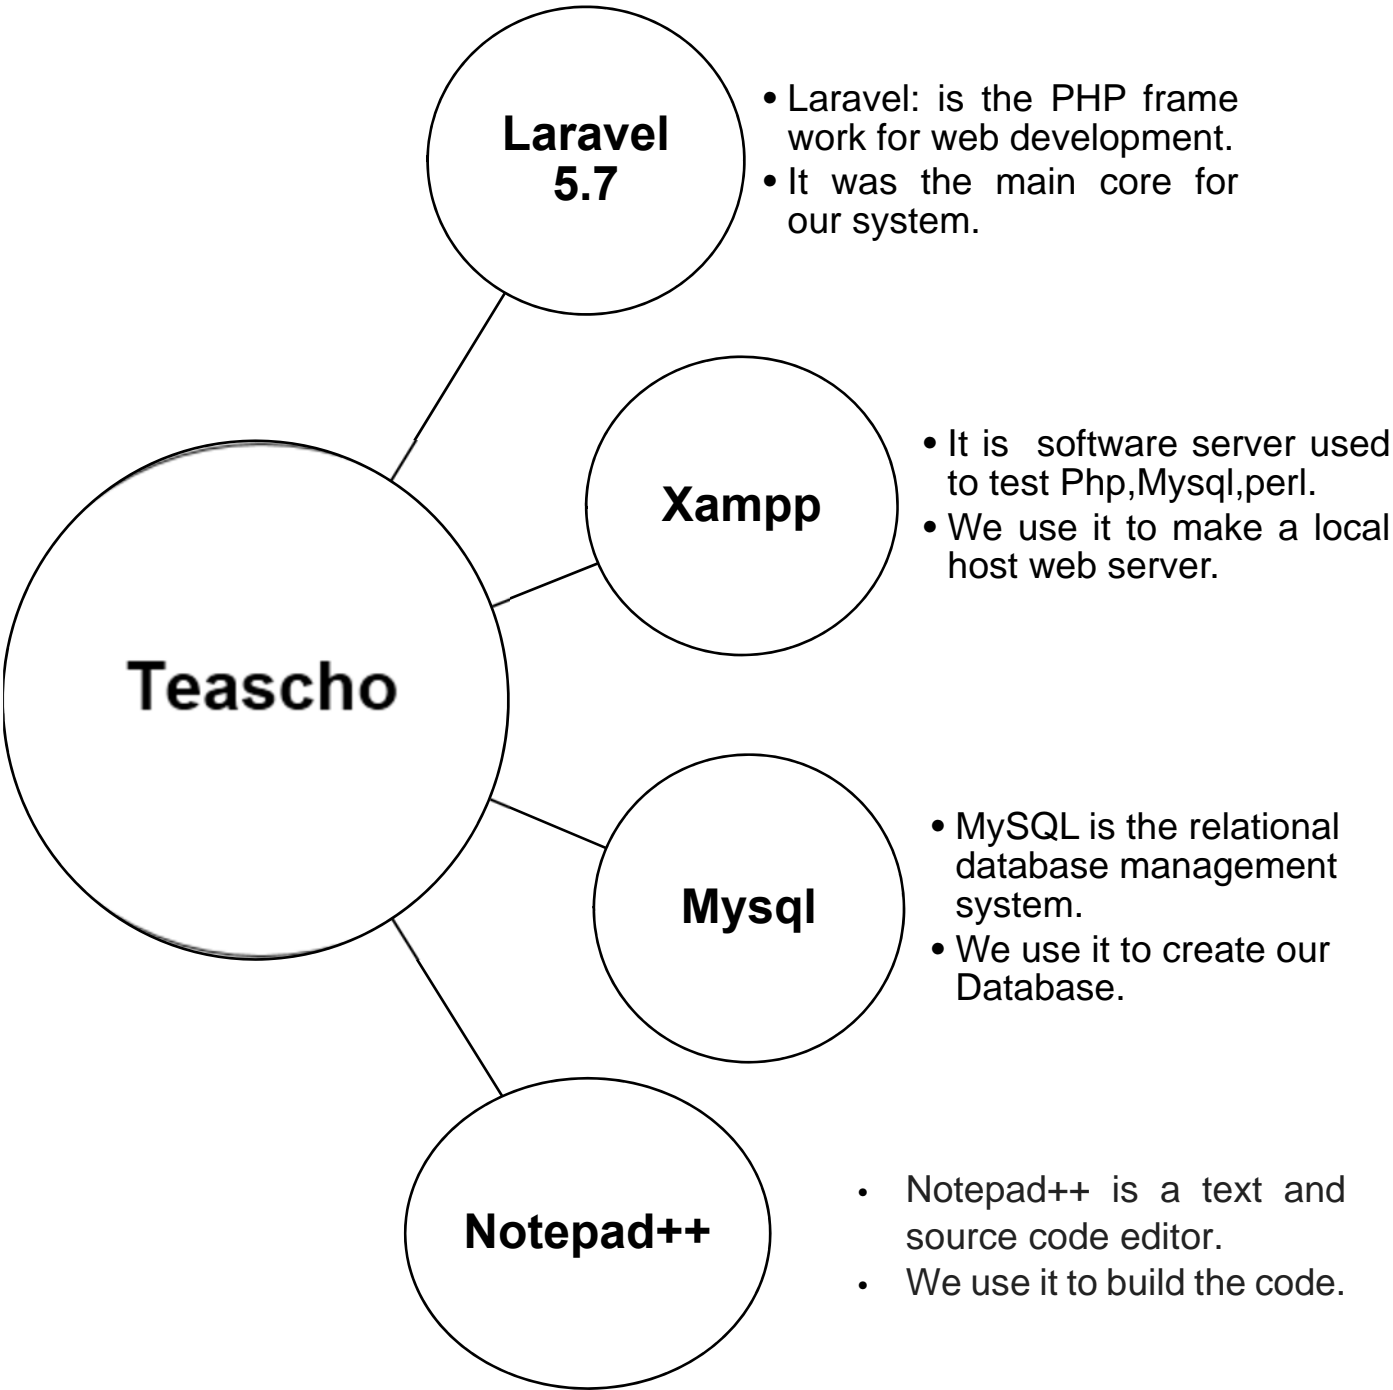 Laravel
5.7
• Laravel: is the PHP frame
work for web development.
• It was the main core for
our system.
Xampp
• It is software server used
to test Php,Mysql,perl.
• We use it to make a local
host web server.
Teascho
Mysql
• MySQL is the relational
database management
system.
• We use it to create our
Database.
Notepad++
• Notepad++ is a text and
source code editor.
• We use it to build the code.